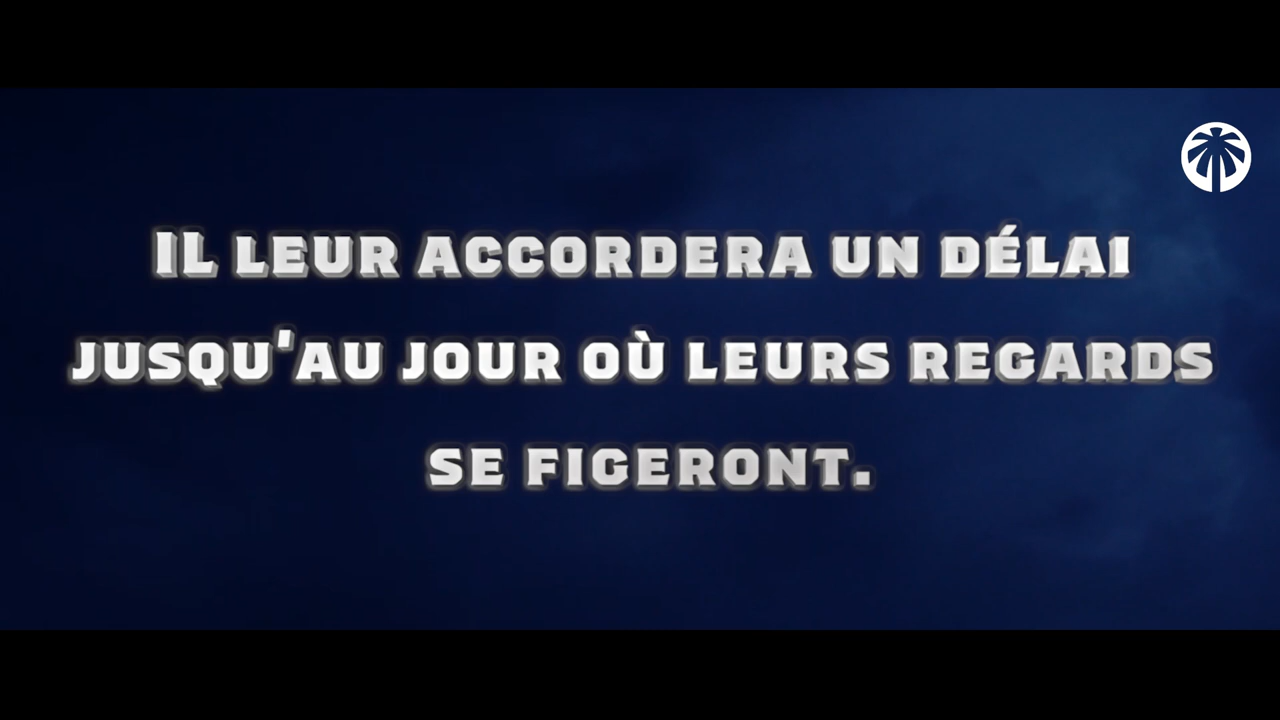 Il leur accordera un délai
jusqu'au jour où leurs regards
se figeront.